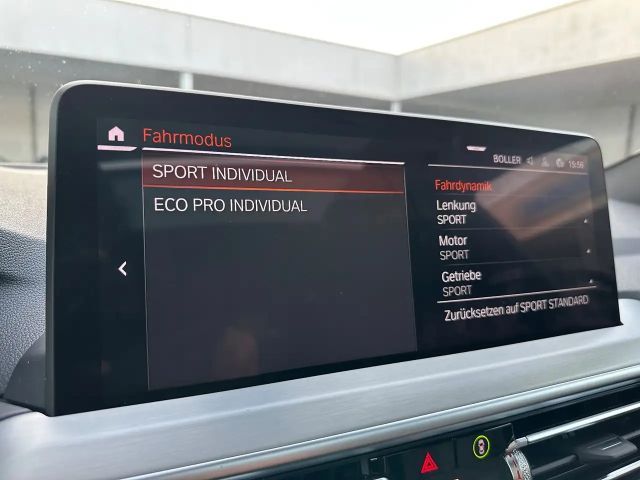 Fahrmodus
SPORT INDIVIDUAL
ECO PRO INDIVIDUAL
BOLLER 15:56
Fahrdynamik
Lenkung
SPORT
Motor
SPORT
Getriebe
SPORT
Zurücksetzen auf SPORT STANDARD